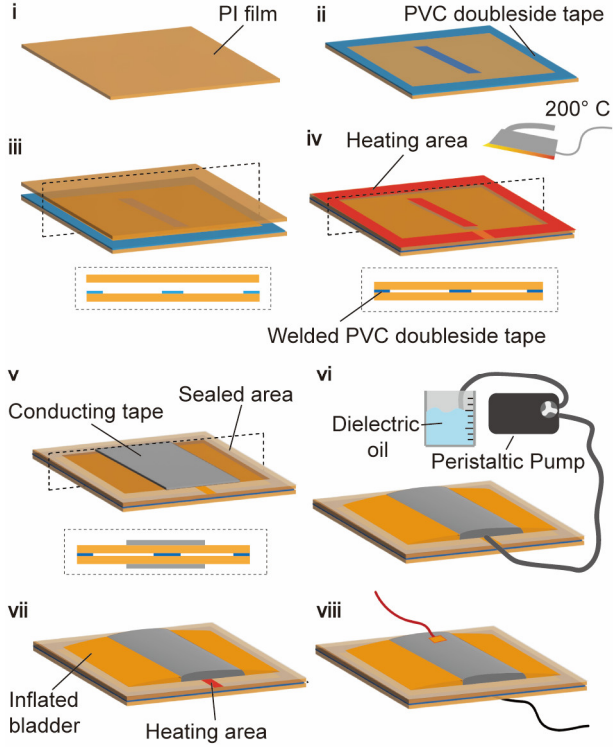 i
PI film
ii
PVC doubleside tape
iii
iv
200° C
Heating area
Welded PVC doubleside tape
v
Conducting tape
Sealed area
vi
Dielectric
oil
Peristaltic Pump
vii
Inflated
bladder
Heating area
viii